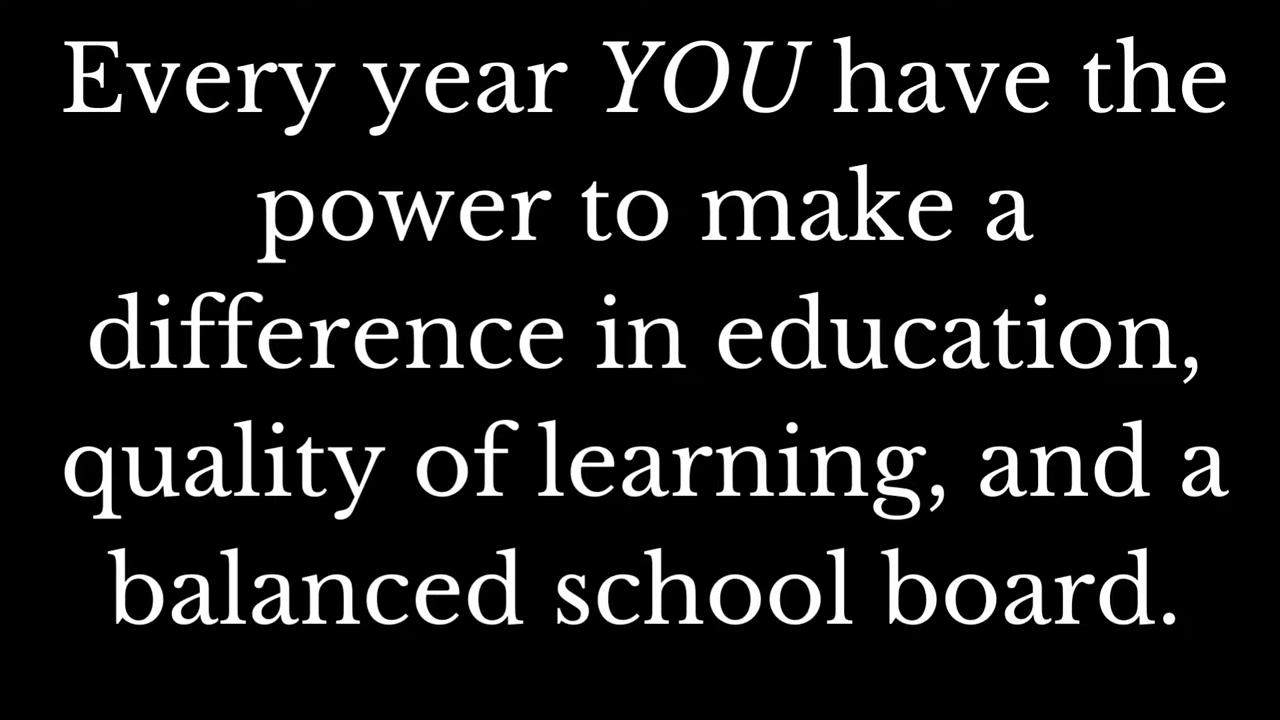 Every year YOU have the
power to make a
difference in education,
quality of learning, and a
balanced school board.